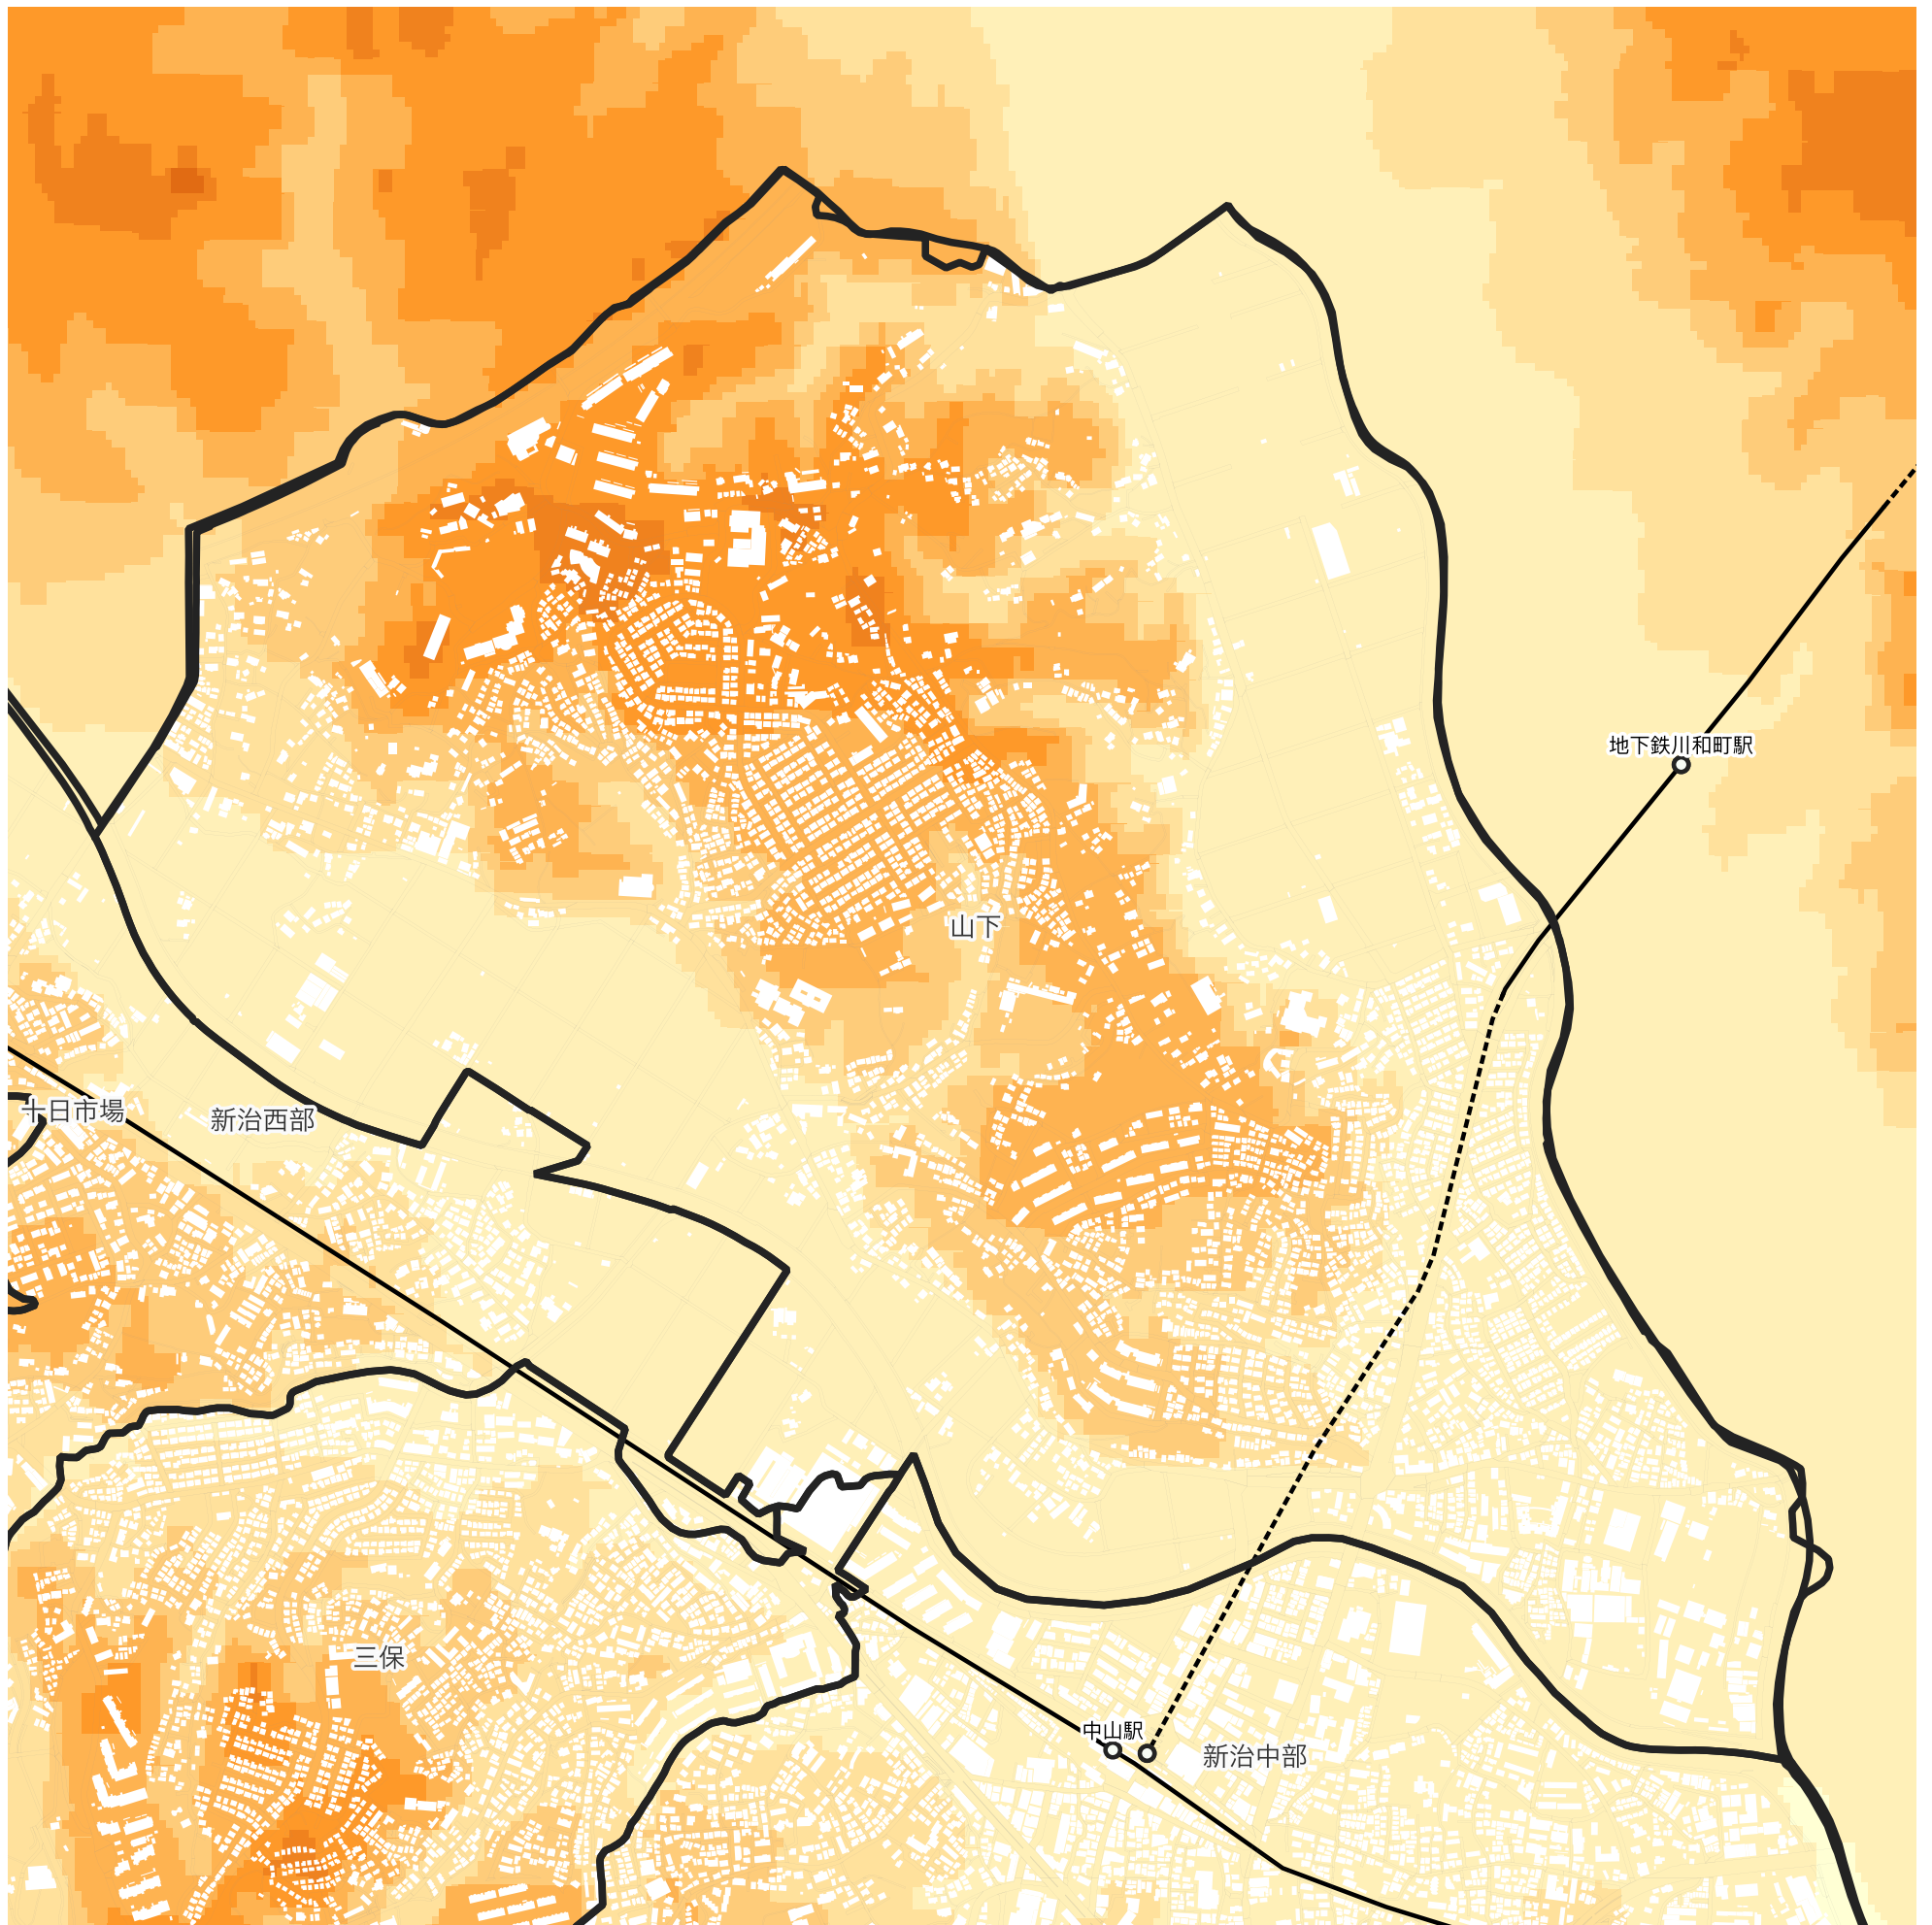 地下鉄川和町駅
山下
十日市場
新治西部
三保
中山駅
新治中部